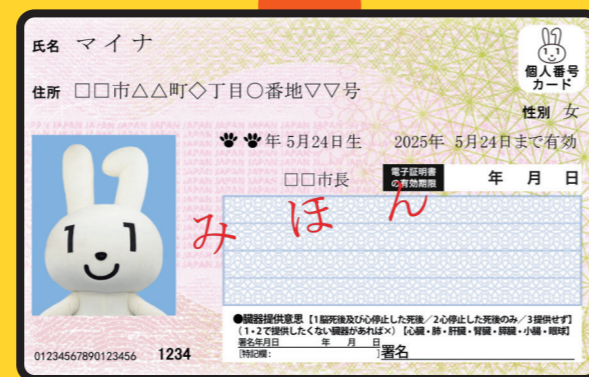 氏名 マイナ
個人番号
カード
住所 □□市△△町◇丁目○番地▽▽号
性別 女
年 5月24日生 2025年 5月24日まで有効
□□市長
電子証明書
の有効期限
年 月 日
みほん
●臓器提供意思【1脳死後及び心停止した死後/2心停止した死後のみ/3提供せず】
(1・2で提供したくない臓器があれば×)【心臓・肺・肝臓・腎臓・膵臓・小腸・眼球】
署名年月日 年 月 日
[特記欄: ]署名
01234567890123456 1234